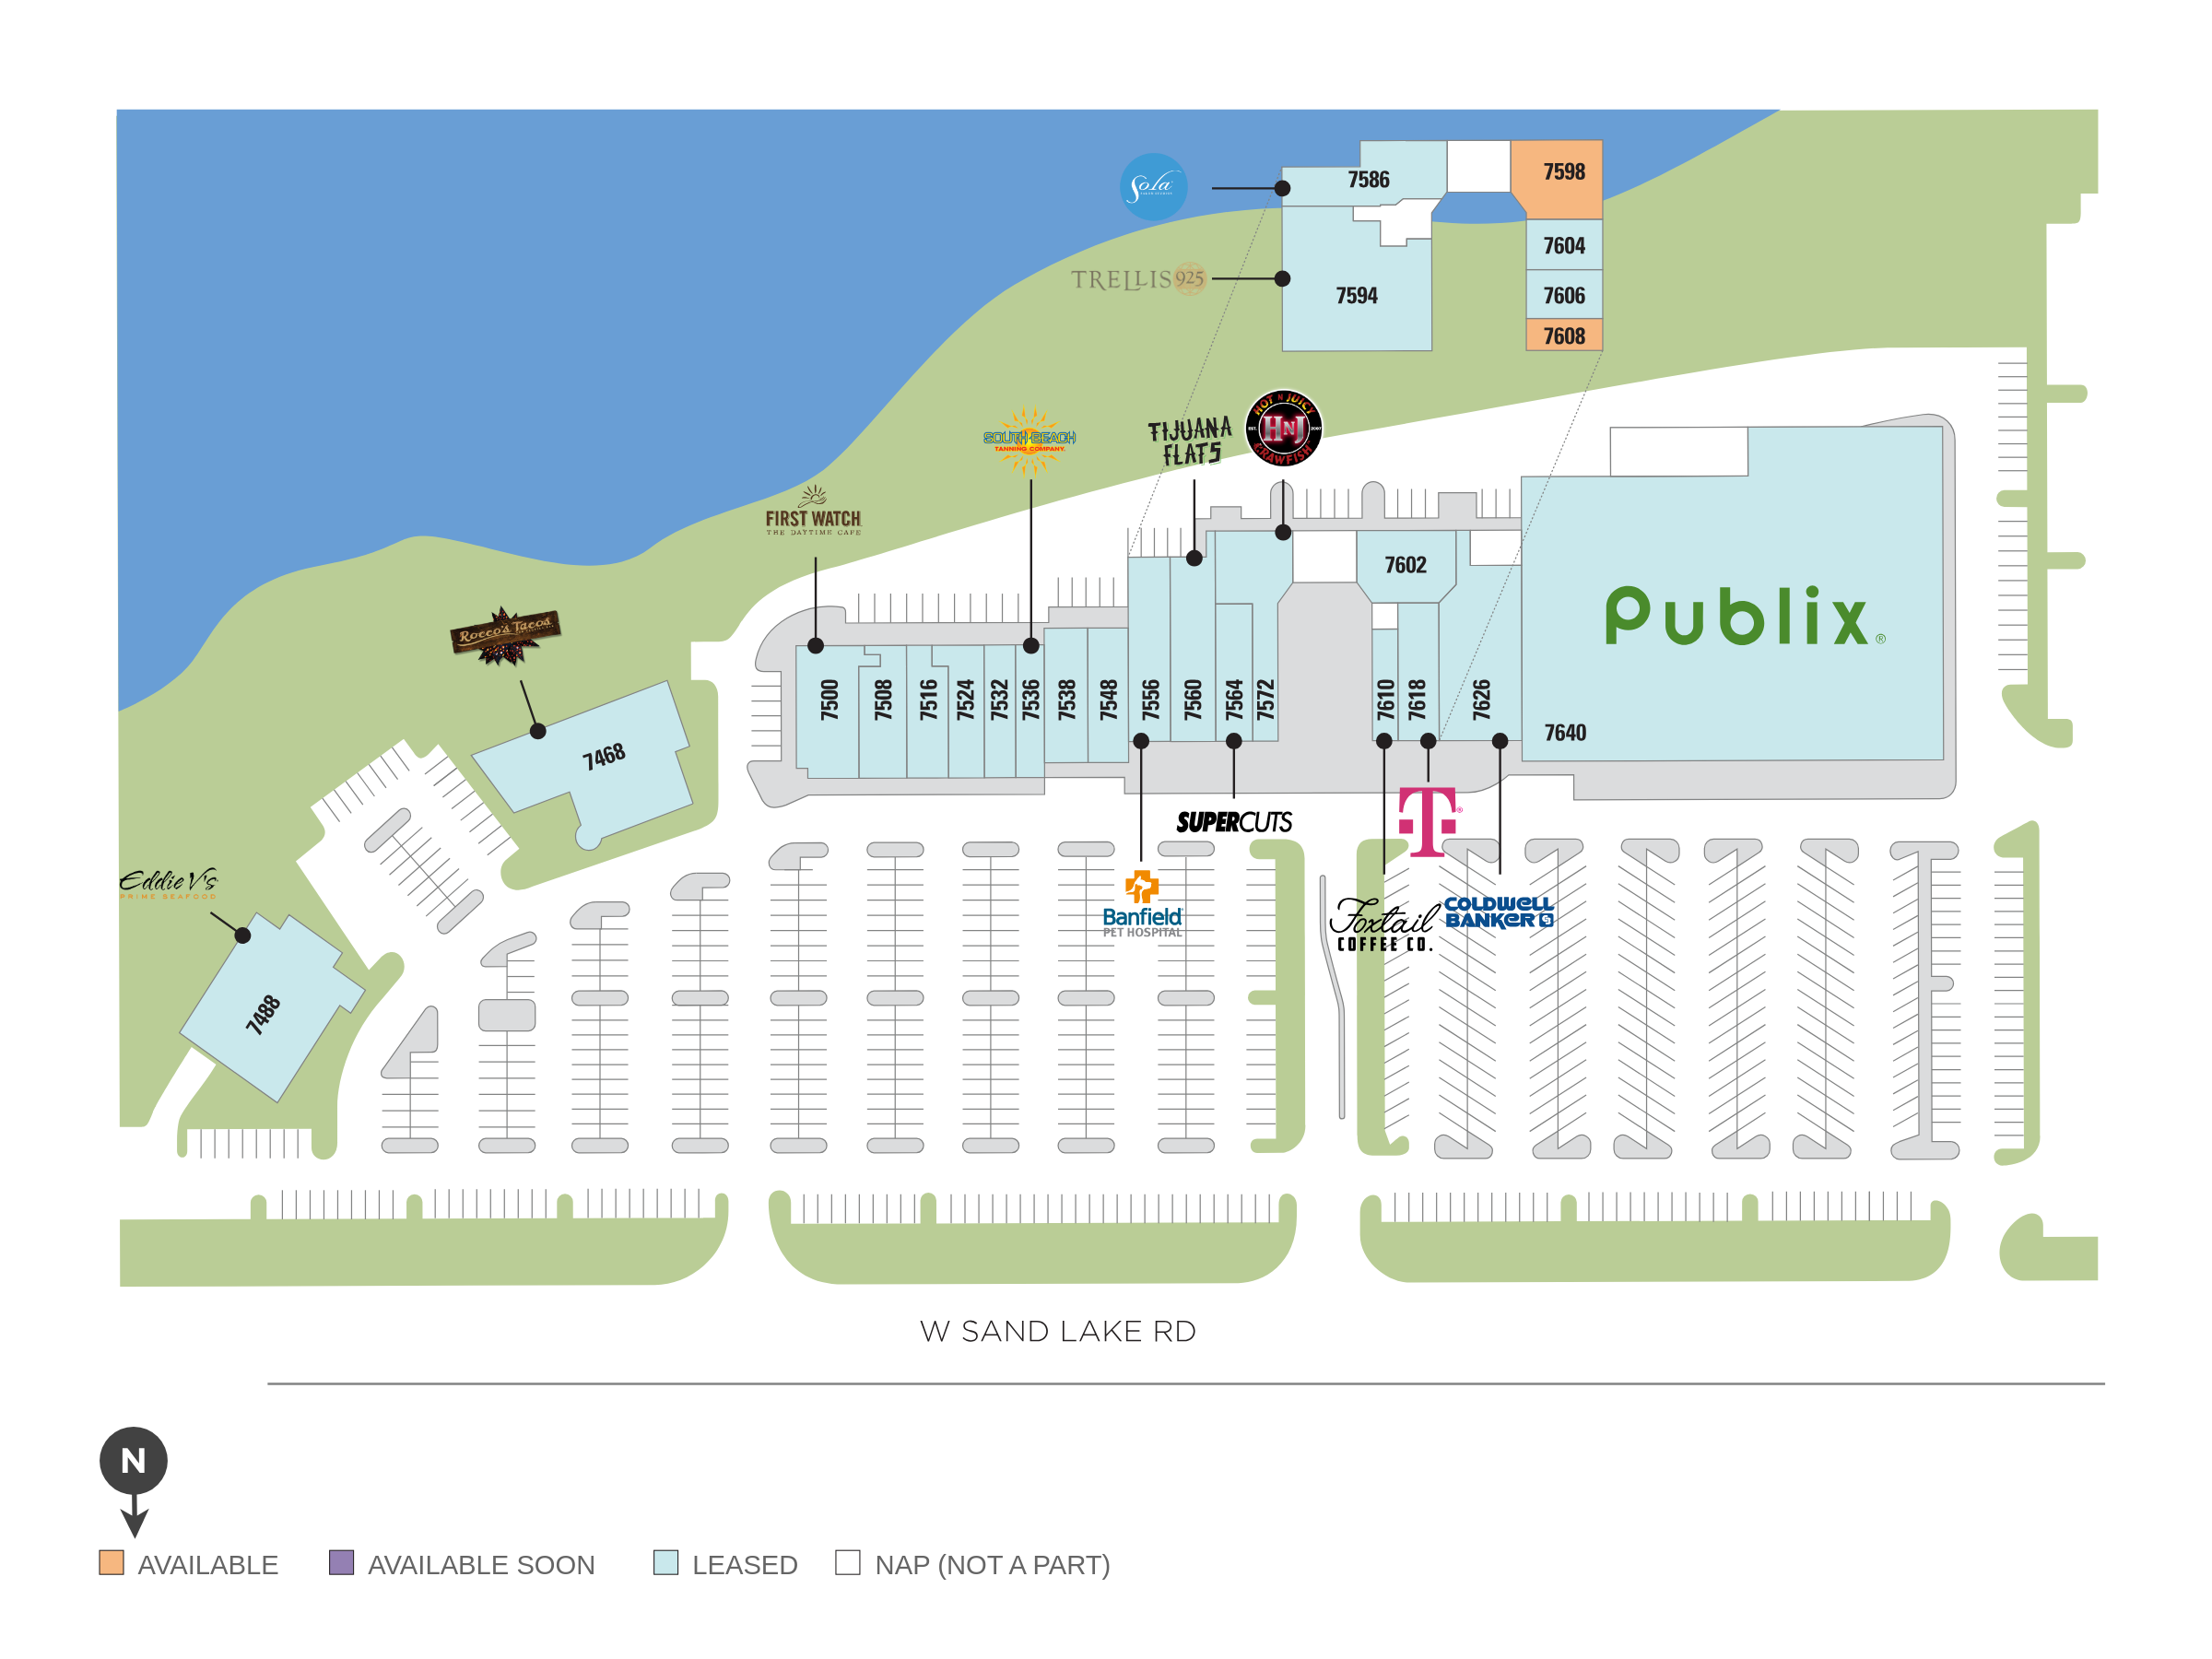 Sola
7586
7598
7604
TRELLIS 925
7594
7606
7608
HOT N JUICY
EST. HNJ 2007
CRAWFISH
TIJUANA
FLATS
SOUTH BEACH
TANNING COMPANY.
FIRST WATCH
THE DAYTIME CAFE
7602
Publix®
Rocco's Tacos
7500
7508
7516
7524
7532
7536
7538
7548
7556
7560
7564
7572
7610
7618
7626
7640
7468
SUPERCUTS
T®
Eddie V's
PRIME SEAFOOD
Banfield
PET HOSPITAL
Foxtail
COFFEE CO.
COLDWELL
BANKER
7488
W SAND LAKE RD
N
AVAILABLE
AVAILABLE SOON
LEASED
NAP (NOT A PART)